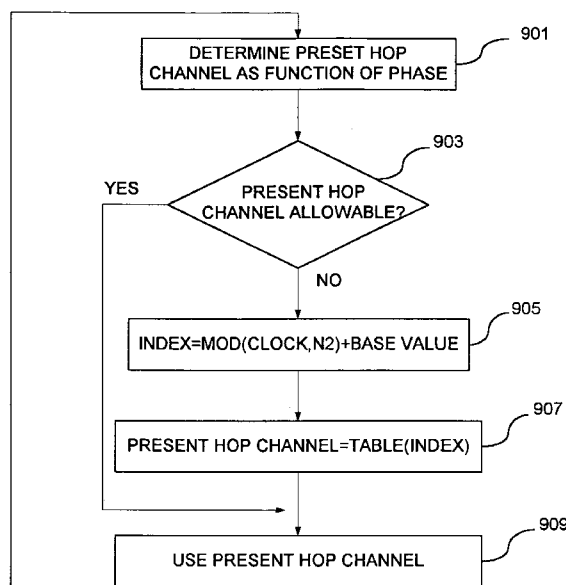 DETERMINE PRESET HOP
CHANNEL AS FUNCTION OF PHASE
901
903
YES
PRESENT HOP
CHANNEL ALLOWABLE?
NO
905
INDEX=MOD(CLOCK,N2)+BASE VALUE
907
PRESENT HOP CHANNEL=TABLE(INDEX)
909
USE PRESENT HOP CHANNEL